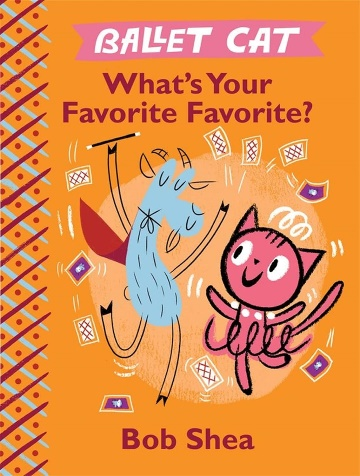 BALLET CAT
What's Your
Favorite Favorite?
Bob Shea